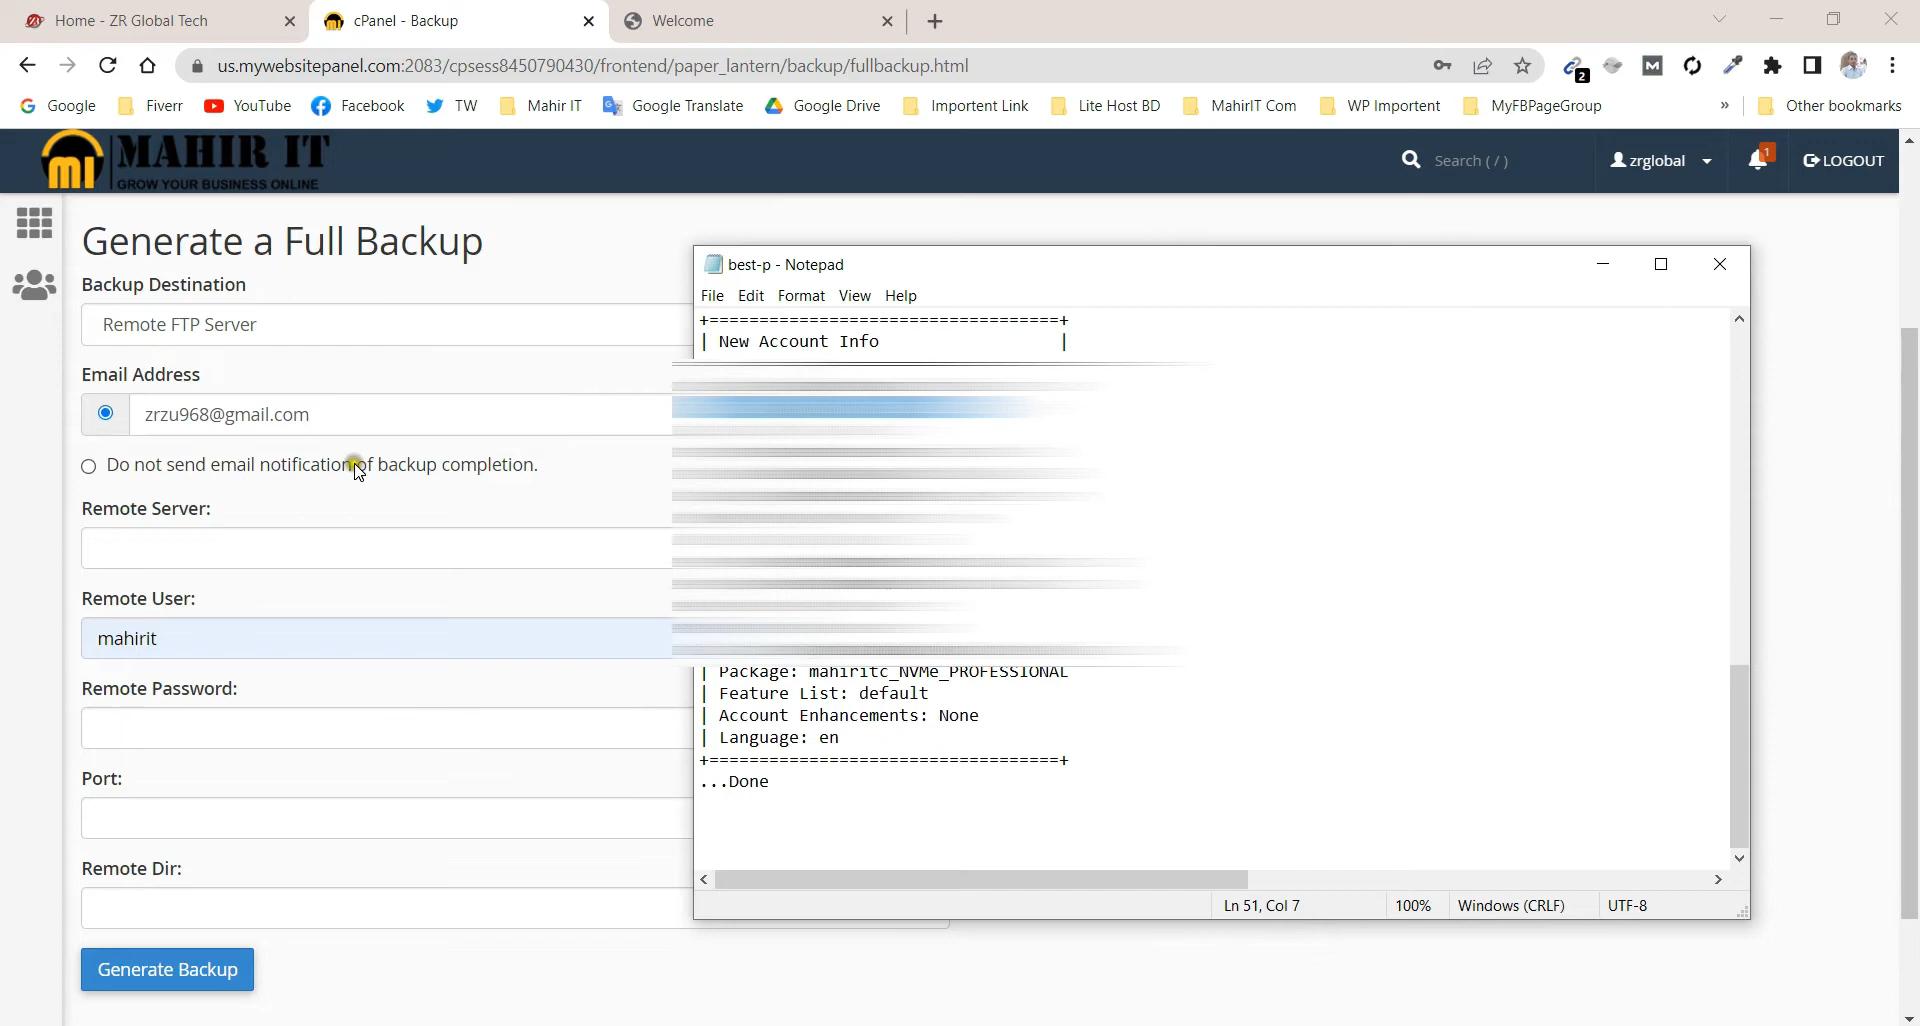 Home - ZR Global Tech
cPanel - Backup
Welcome
us.mywebsitepanel.com:2083/cpsess8450790430/frontend/paper_lantern/backup/fullbackup.html
2
Google
Fiverr
YouTube
Facebook
TW
Mahir IT
Google Translate
Google Drive
Importent Link
Lite Host BD
MahirIT Com
WP Importent
MyFBPageGroup
»
Other bookmarks
MAHIR IT
GROW YOUR BUSINESS ONLINE
Search ( / )
zrglobal
1
LOGOUT
Generate a Full Backup
Backup Destination
Remote FTP Server
Email Address
zrzu968@gmail.com
Do not send email notification of backup completion.
Remote Server:
Remote User:
mahirit
Remote Password:
Port:
Remote Dir:
Generate Backup
best-p - Notepad
File Edit Format View Help
+===================================+
| New Account Info |
| Package: mahiritc_NVMe_PROFESSIONAL
| Feature List: default
| Account Enhancements: None
| Language: en
+===================================+
...Done
Ln 51, Col 7
100%
Windows (CRLF)
UTF-8